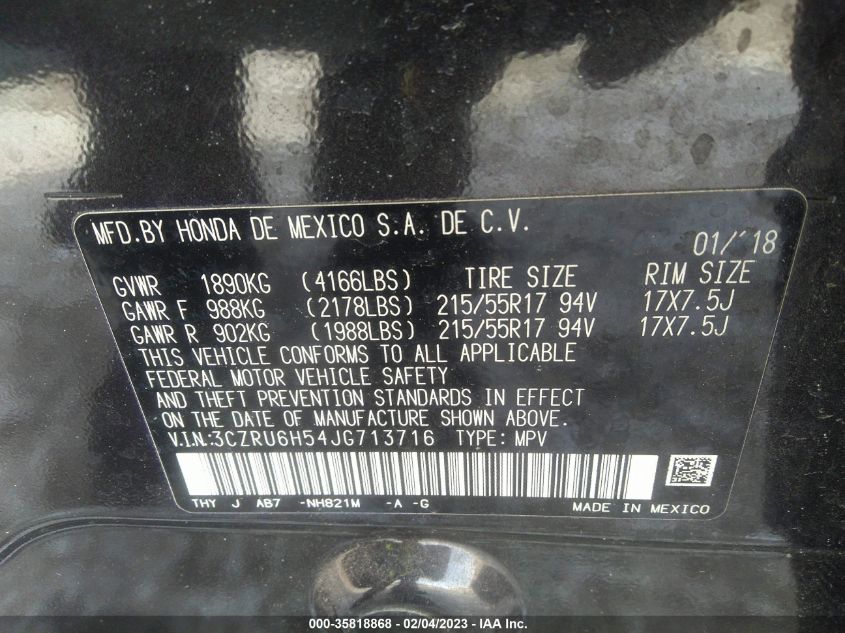 MFD.BY HONDA DE MEXICO S.A. DE C.V.
01/´18
GVWR 1890KG (4166LBS) TIRE SIZE RIM SIZE
GAWR F 988KG (2178LBS) 215/55R17 94V 17X7.5J
GAWR R 902KG (1988LBS) 215/55R17 94V 17X7.5J
THIS VEHICLE CONFORMS TO ALL APPLICABLE
FEDERAL MOTOR VEHICLE SAFETY
AND THEFT PREVENTION STANDARDS IN EFFECT
ON THE DATE OF MANUFACTURE SHOWN ABOVE.
V.I.N:3CZRU6H54JG713716 TYPE: MPV
THY J AB7 -NH821M -A -G
MADE IN MEXICO
000-35818868 - 02/04/2023 - IAA Inc.